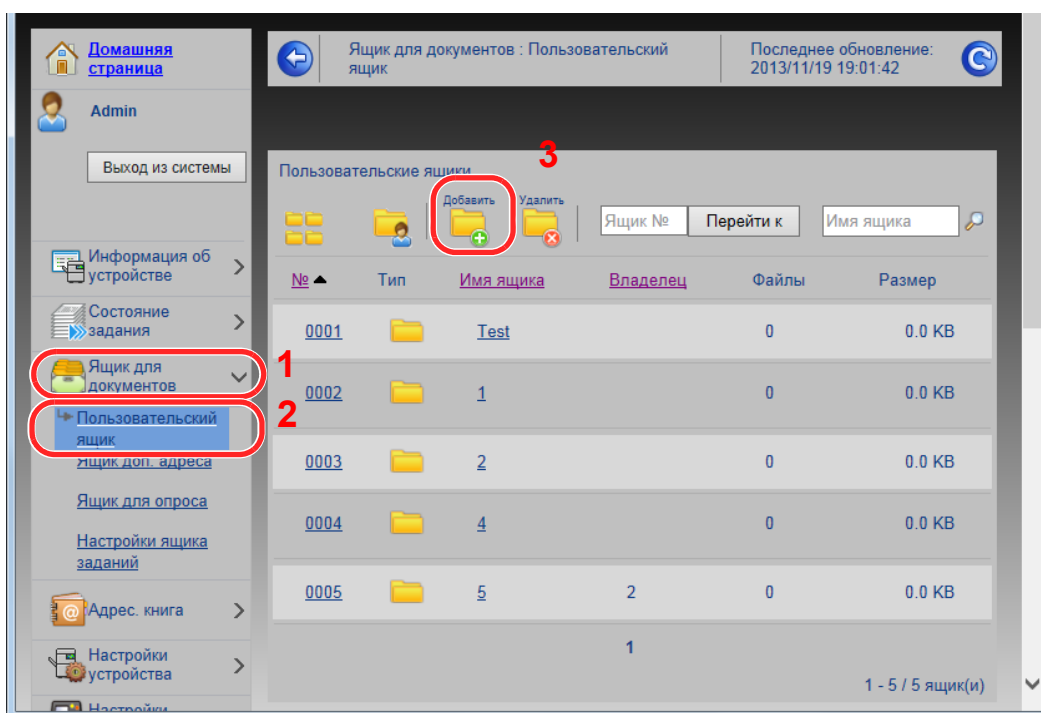 Домашняя
страница
Admin
Выход из системы
Информация об
устройстве
Состояние
задания
Ящик для
документов
1
Пользовательский
ящик
2
Ящик доп. адреса
Ящик для опроса
Настройки ящика
заданий
Адрес. книга
Настройки
устройства
Настройки
Ящик для документов : Пользовательский
ящик
Последнее обновление:
2013/11/19 19:01:42
Пользовательские ящики
3
Добавить Удалить
Ящик № Перейти к Имя ящика
№ Тип Имя ящика Владелец Файлы Размер
0001 Test 0 0.0 KB
0002 1 0 0.0 KB
0003 2 0 0.0 KB
0004 4 0 0.0 KB
0005 5 2 0 0.0 KB
1
1 - 5 / 5 ящик(и)